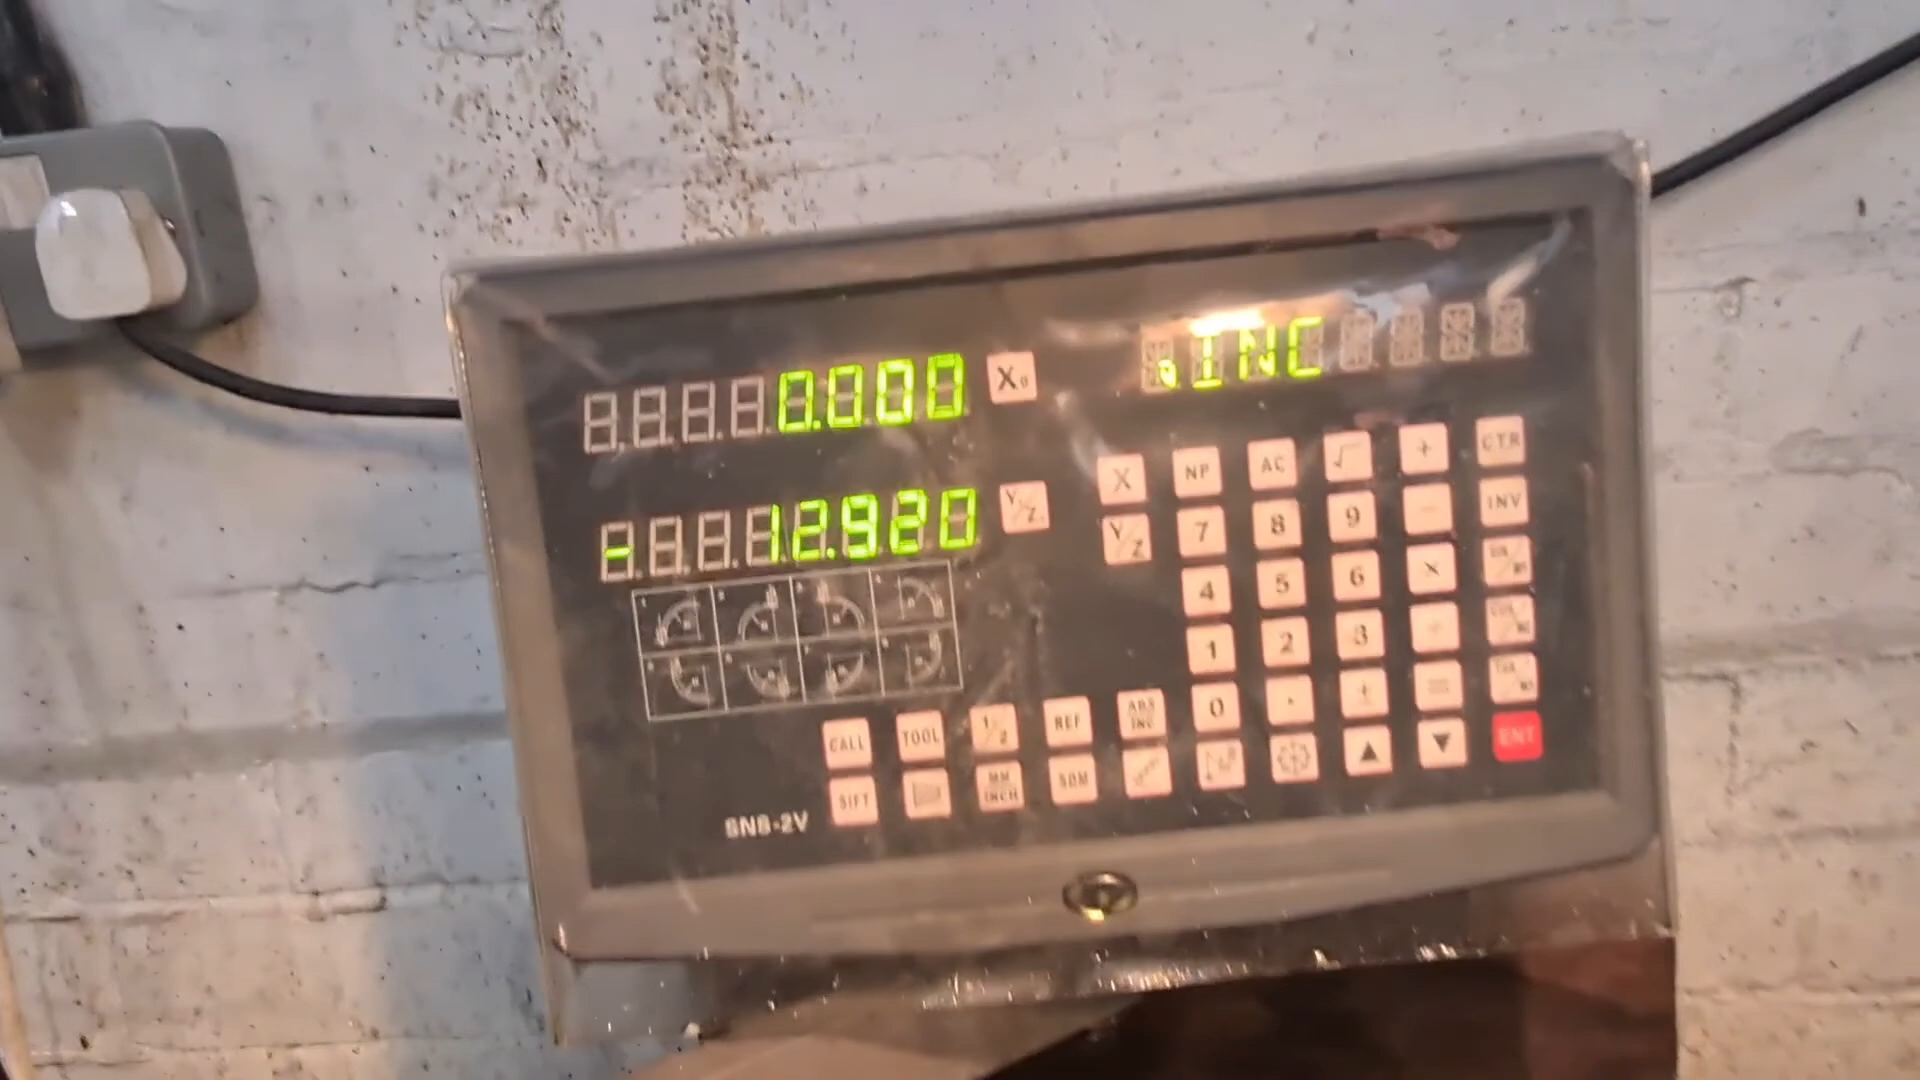 0.000 X₀ INC
-12.920 Y/Z₀
X NP AC √ + CTR
Y/Z 7 8 9 - INV
4 5 6 ×
1 2 3 ÷
CALL TOOL 1/2 REF ABS/INC 0 . ± =
SIFT MM/INCH SDM ▲ ▼ ENT
SNS-2V